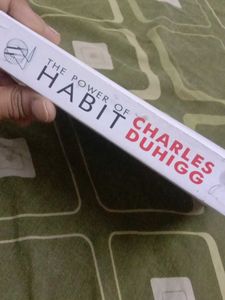 THE POWER OF
HABIT
CHARLES
DUHIGG